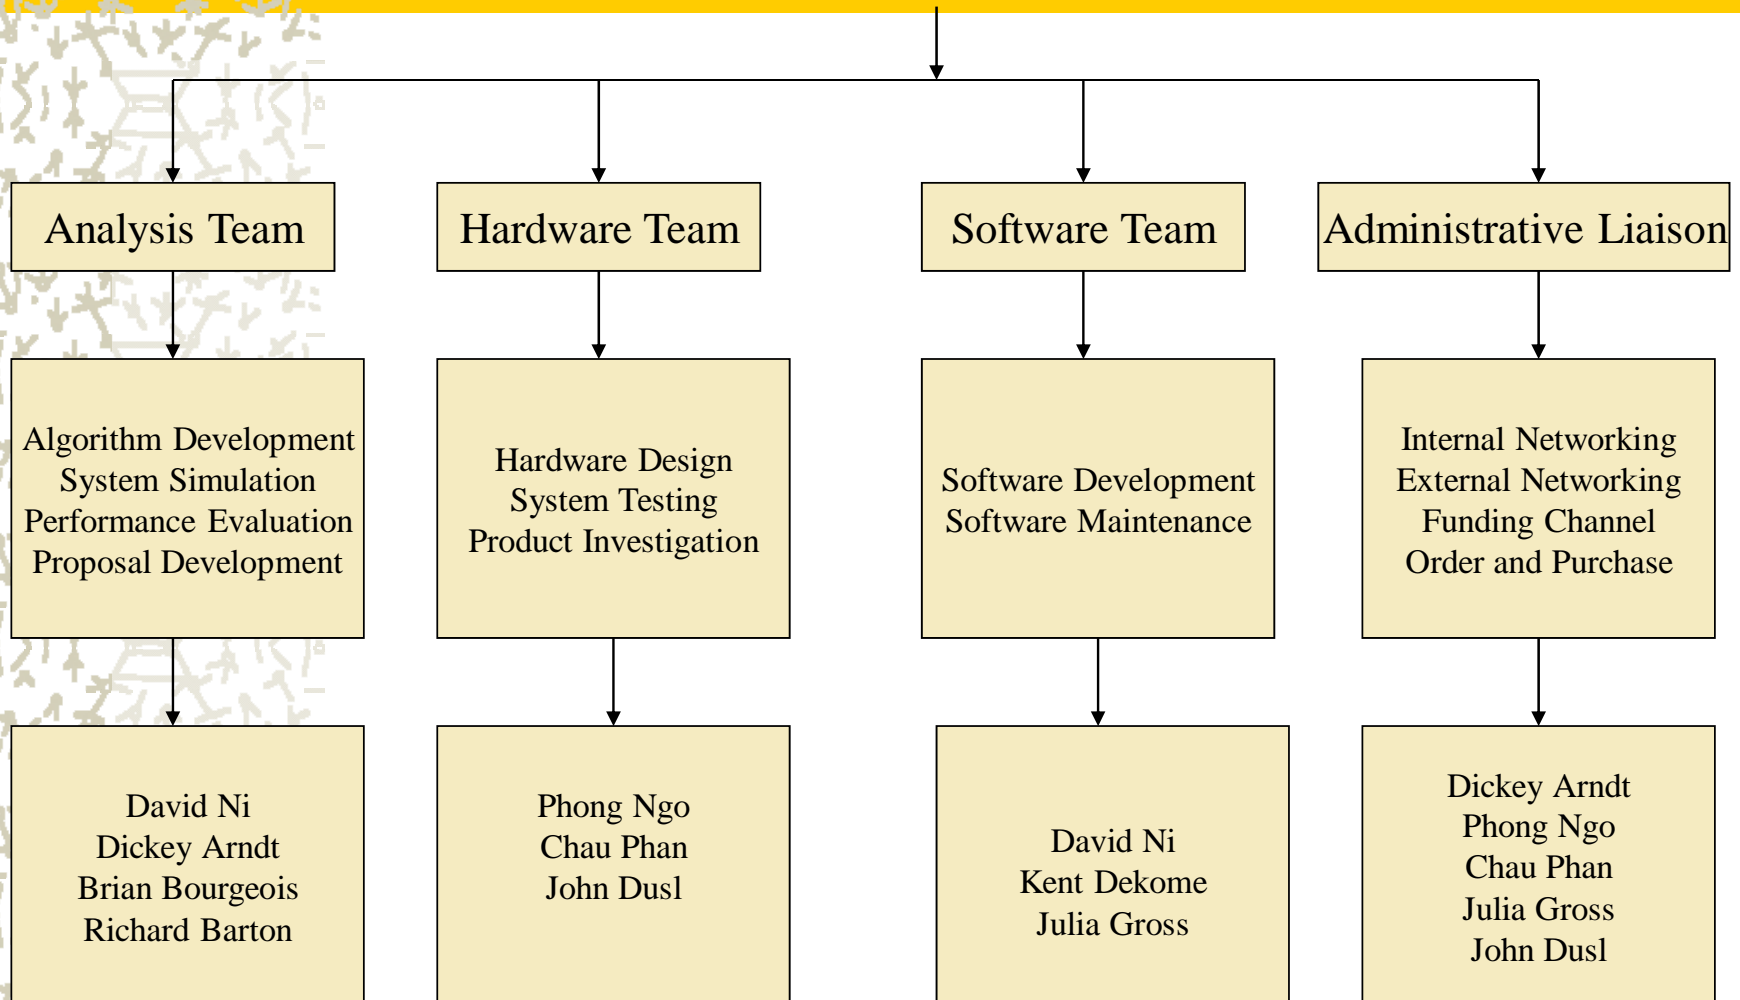 Analysis Team
Hardware Team
Software Team
Administrative Liaison
Algorithm Development
System Simulation
Performance Evaluation
Proposal Development
Hardware Design
System Testing
Product Investigation
Software Development
Software Maintenance
Internal Networking
External Networking
Funding Channel
Order and Purchase
David Ni
Dickey Arndt
Brian Bourgeois
Richard Barton
Phong Ngo
Chau Phan
John Dusl
David Ni
Kent Dekome
Julia Gross
Dickey Arndt
Phong Ngo
Chau Phan
Julia Gross
John Dusl